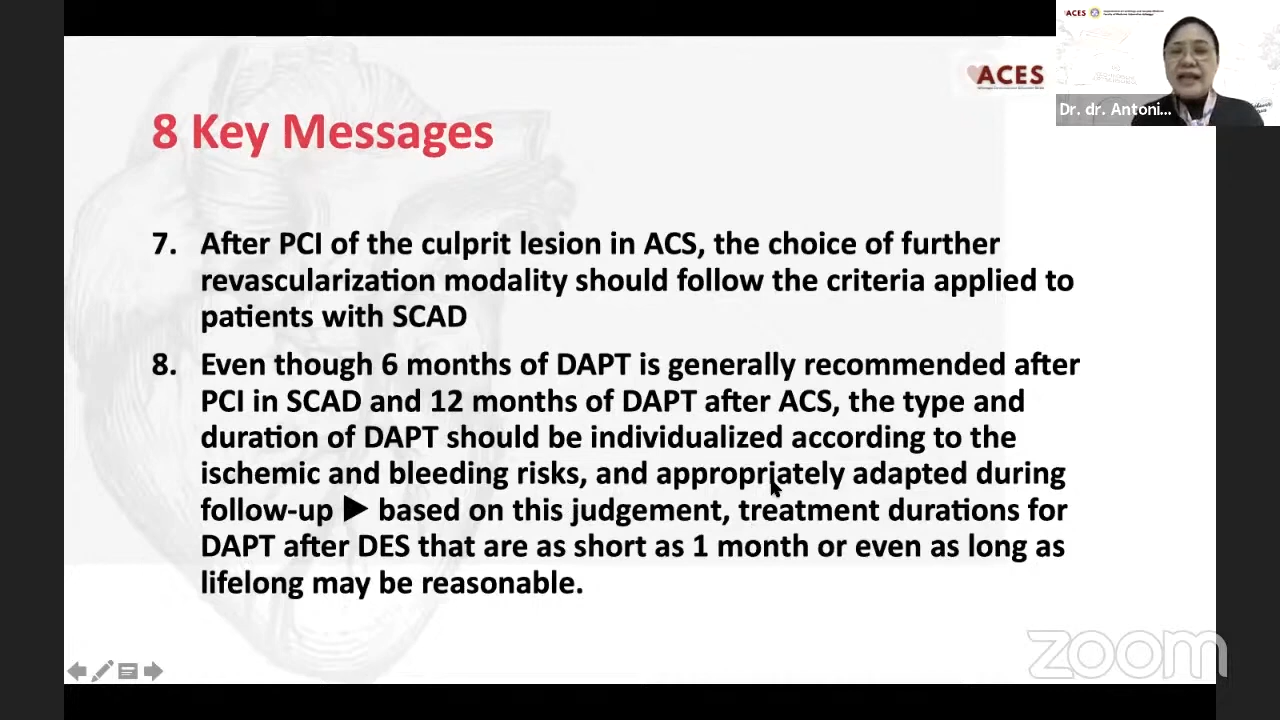 ACES
ACES
Dr. dr. Antoni...
8 Key Messages
7. After PCI of the culprit lesion in ACS, the choice of further
revascularization modality should follow the criteria applied to
patients with SCAD
8. Even though 6 months of DAPT is generally recommended after
PCI in SCAD and 12 months of DAPT after ACS, the type and
duration of DAPT should be individualized according to the
ischemic and bleeding risks, and appropriately adapted during
follow-up ▶ based on this judgement, treatment durations for
DAPT after DES that are as short as 1 month or even as long as
lifelong may be reasonable.
zoom